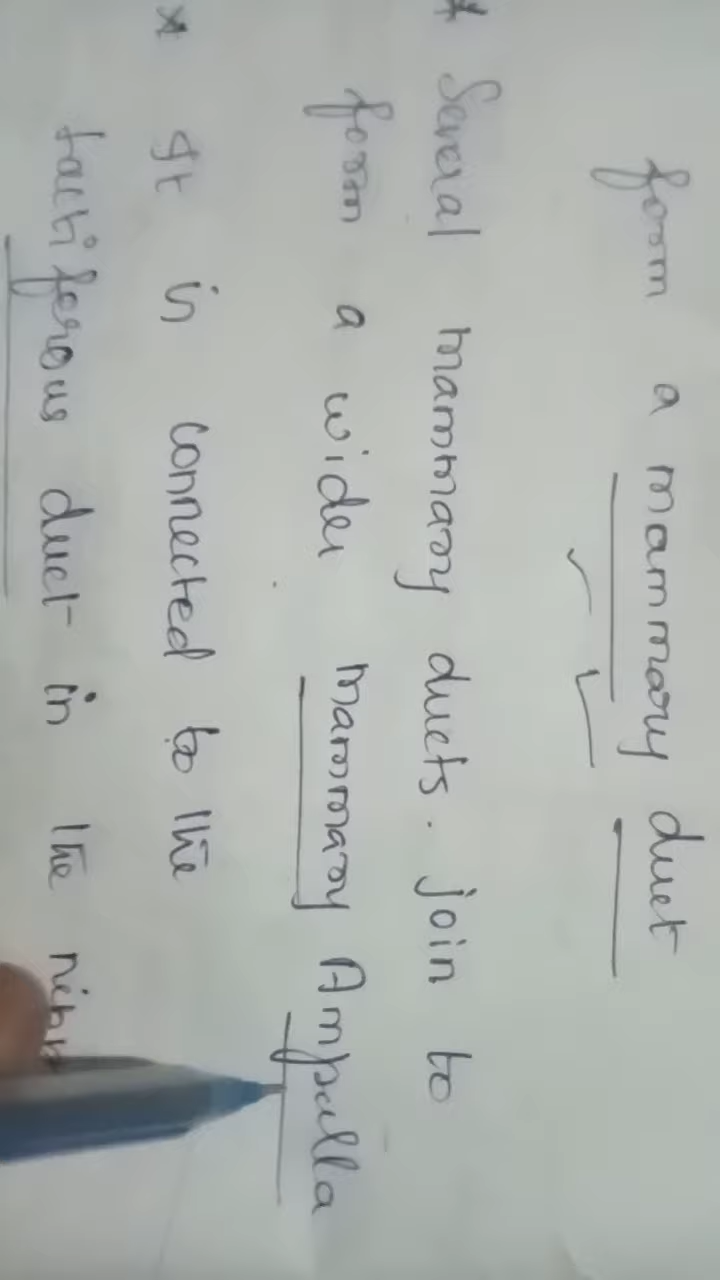 form a mammary duct
* Several mammary ducts. join to
form a wider mammary Ampulla
* It is connected to the
lactiferous duct in the